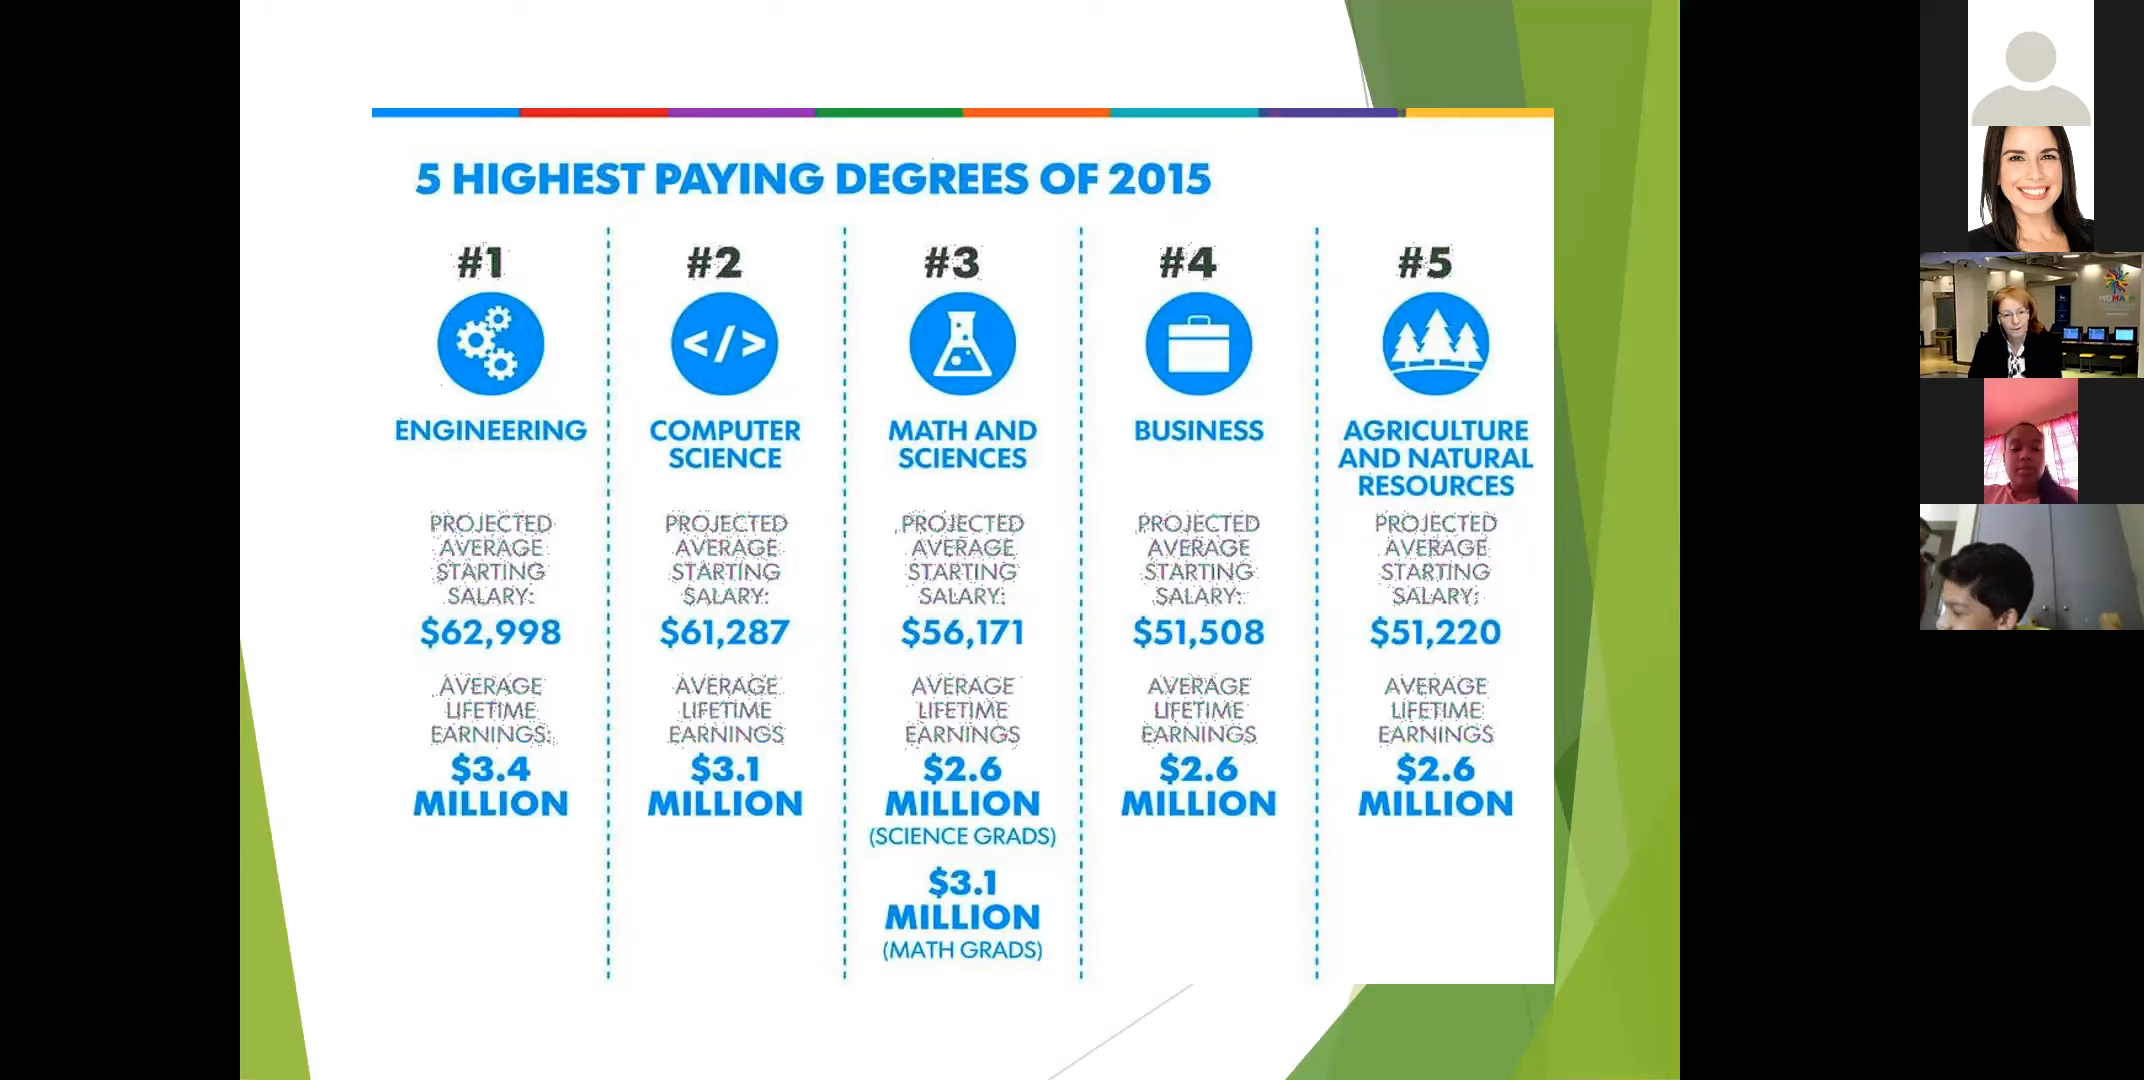 5 HIGHEST PAYING DEGREES OF 2015
#1
ENGINEERING
PROJECTED
AVERAGE
STARTING
SALARY:
$62,998
AVERAGE
LIFETIME
EARNINGS:
$3.4
MILLION
#2
</>
COMPUTER
SCIENCE
PROJECTED
AVERAGE
STARTING
SALARY:
$61,287
AVERAGE
LIFETIME
EARNINGS
$3.1
MILLION
#3
MATH AND
SCIENCES
PROJECTED
AVERAGE
STARTING
SALARY:
$56,171
AVERAGE
LIFETIME
EARNINGS
$2.6
MILLION
(SCIENCE GRADS)
$3.1
MILLION
(MATH GRADS)
#4
BUSINESS
PROJECTED
AVERAGE
STARTING
SALARY:
$51,508
AVERAGE
LIFETIME
EARNINGS
$2.6
MILLION
#5
AGRICULTURE
AND NATURAL
RESOURCES
PROJECTED
AVERAGE
STARTING
SALARY:
$51,220
AVERAGE
LIFETIME
EARNINGS
$2.6
MILLION
MOMATH